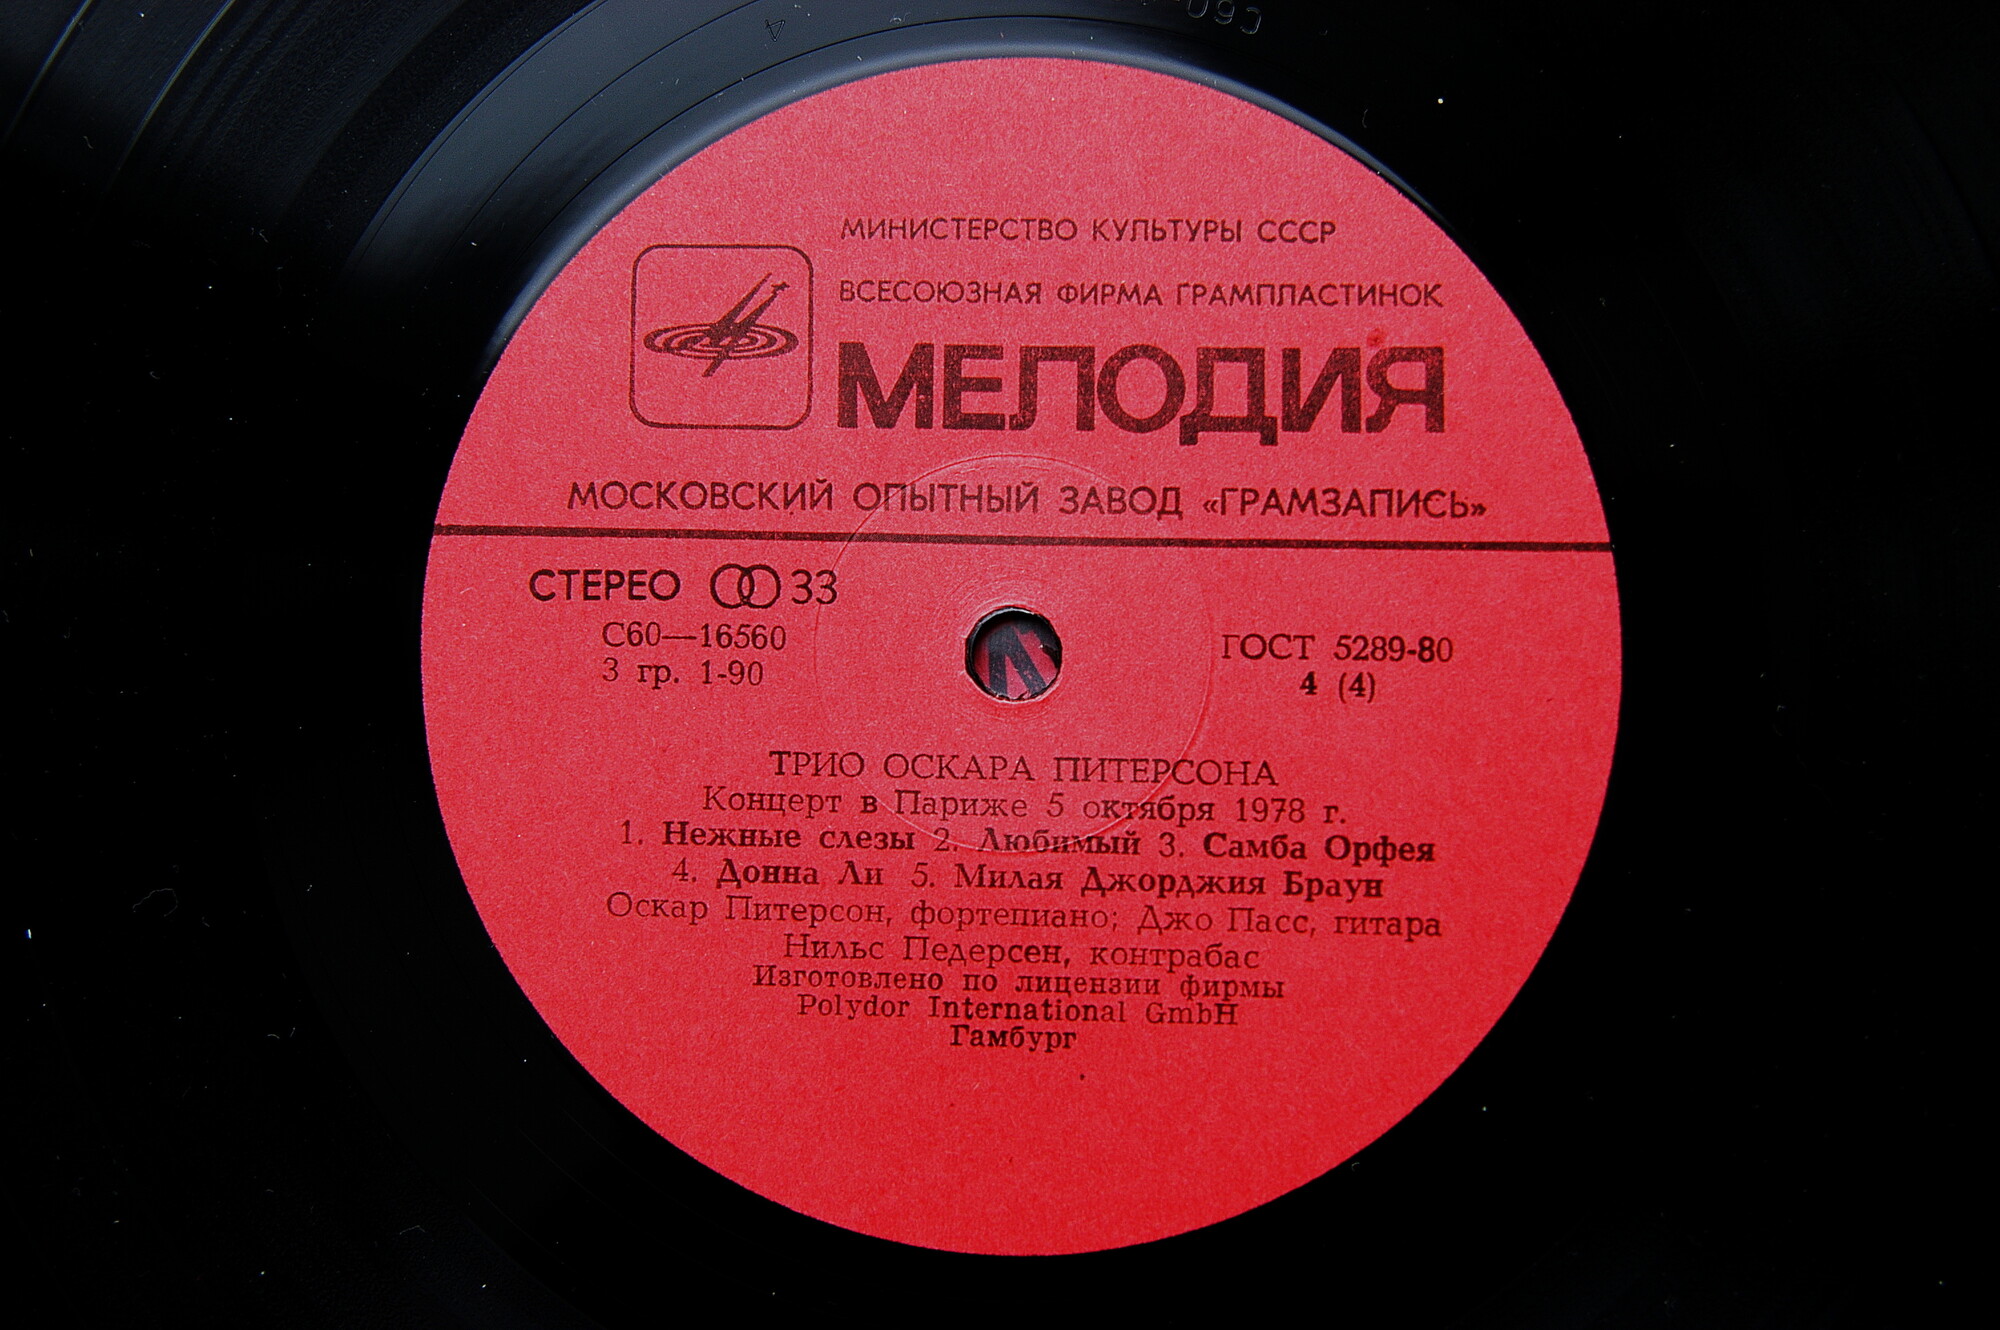 МИНИСТЕРСТВО КУЛЬТУРЫ СССР
ВСЕСОЮЗНАЯ ФИРМА ГРАМПЛАСТИНОК
МЕЛОДИЯ
МОСКОВСКИЙ ОПЫТНЫЙ ЗАВОД «ГРАМЗАПИСЬ»
СТЕРЕО 33
С60—16560
3 гр. 1-90
ГОСТ 5289-80
4 (4)
ТРИО ОСКАРА ПИТЕРСОНА
Концерт в Париже 5 октября 1978 г.
1. Нежные слезы 2. Любимый 3. Самба Орфея
4. Донна Ли 5. Милая Джорджия Браун
Оскар Питерсон, фортепиано; Джо Пасс, гитара
Нильс Педерсен, контрабас
Изготовлено по лицензии фирмы
Polydor International GmbH
Гамбург